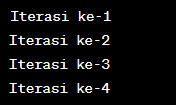 Iterasi ke-1
Iterasi ke-2
Iterasi ke-3
Iterasi ke-4